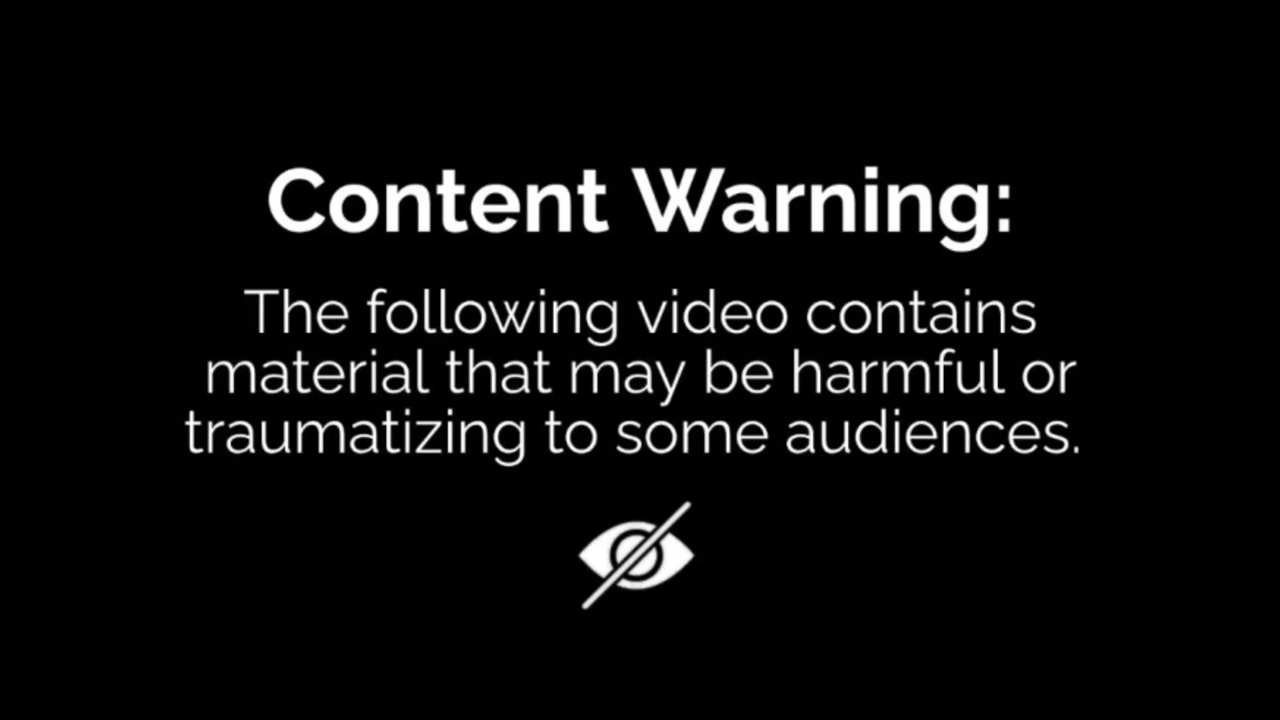 Content Warning:
The following video contains
material that may be harmful or
traumatizing to some audiences.